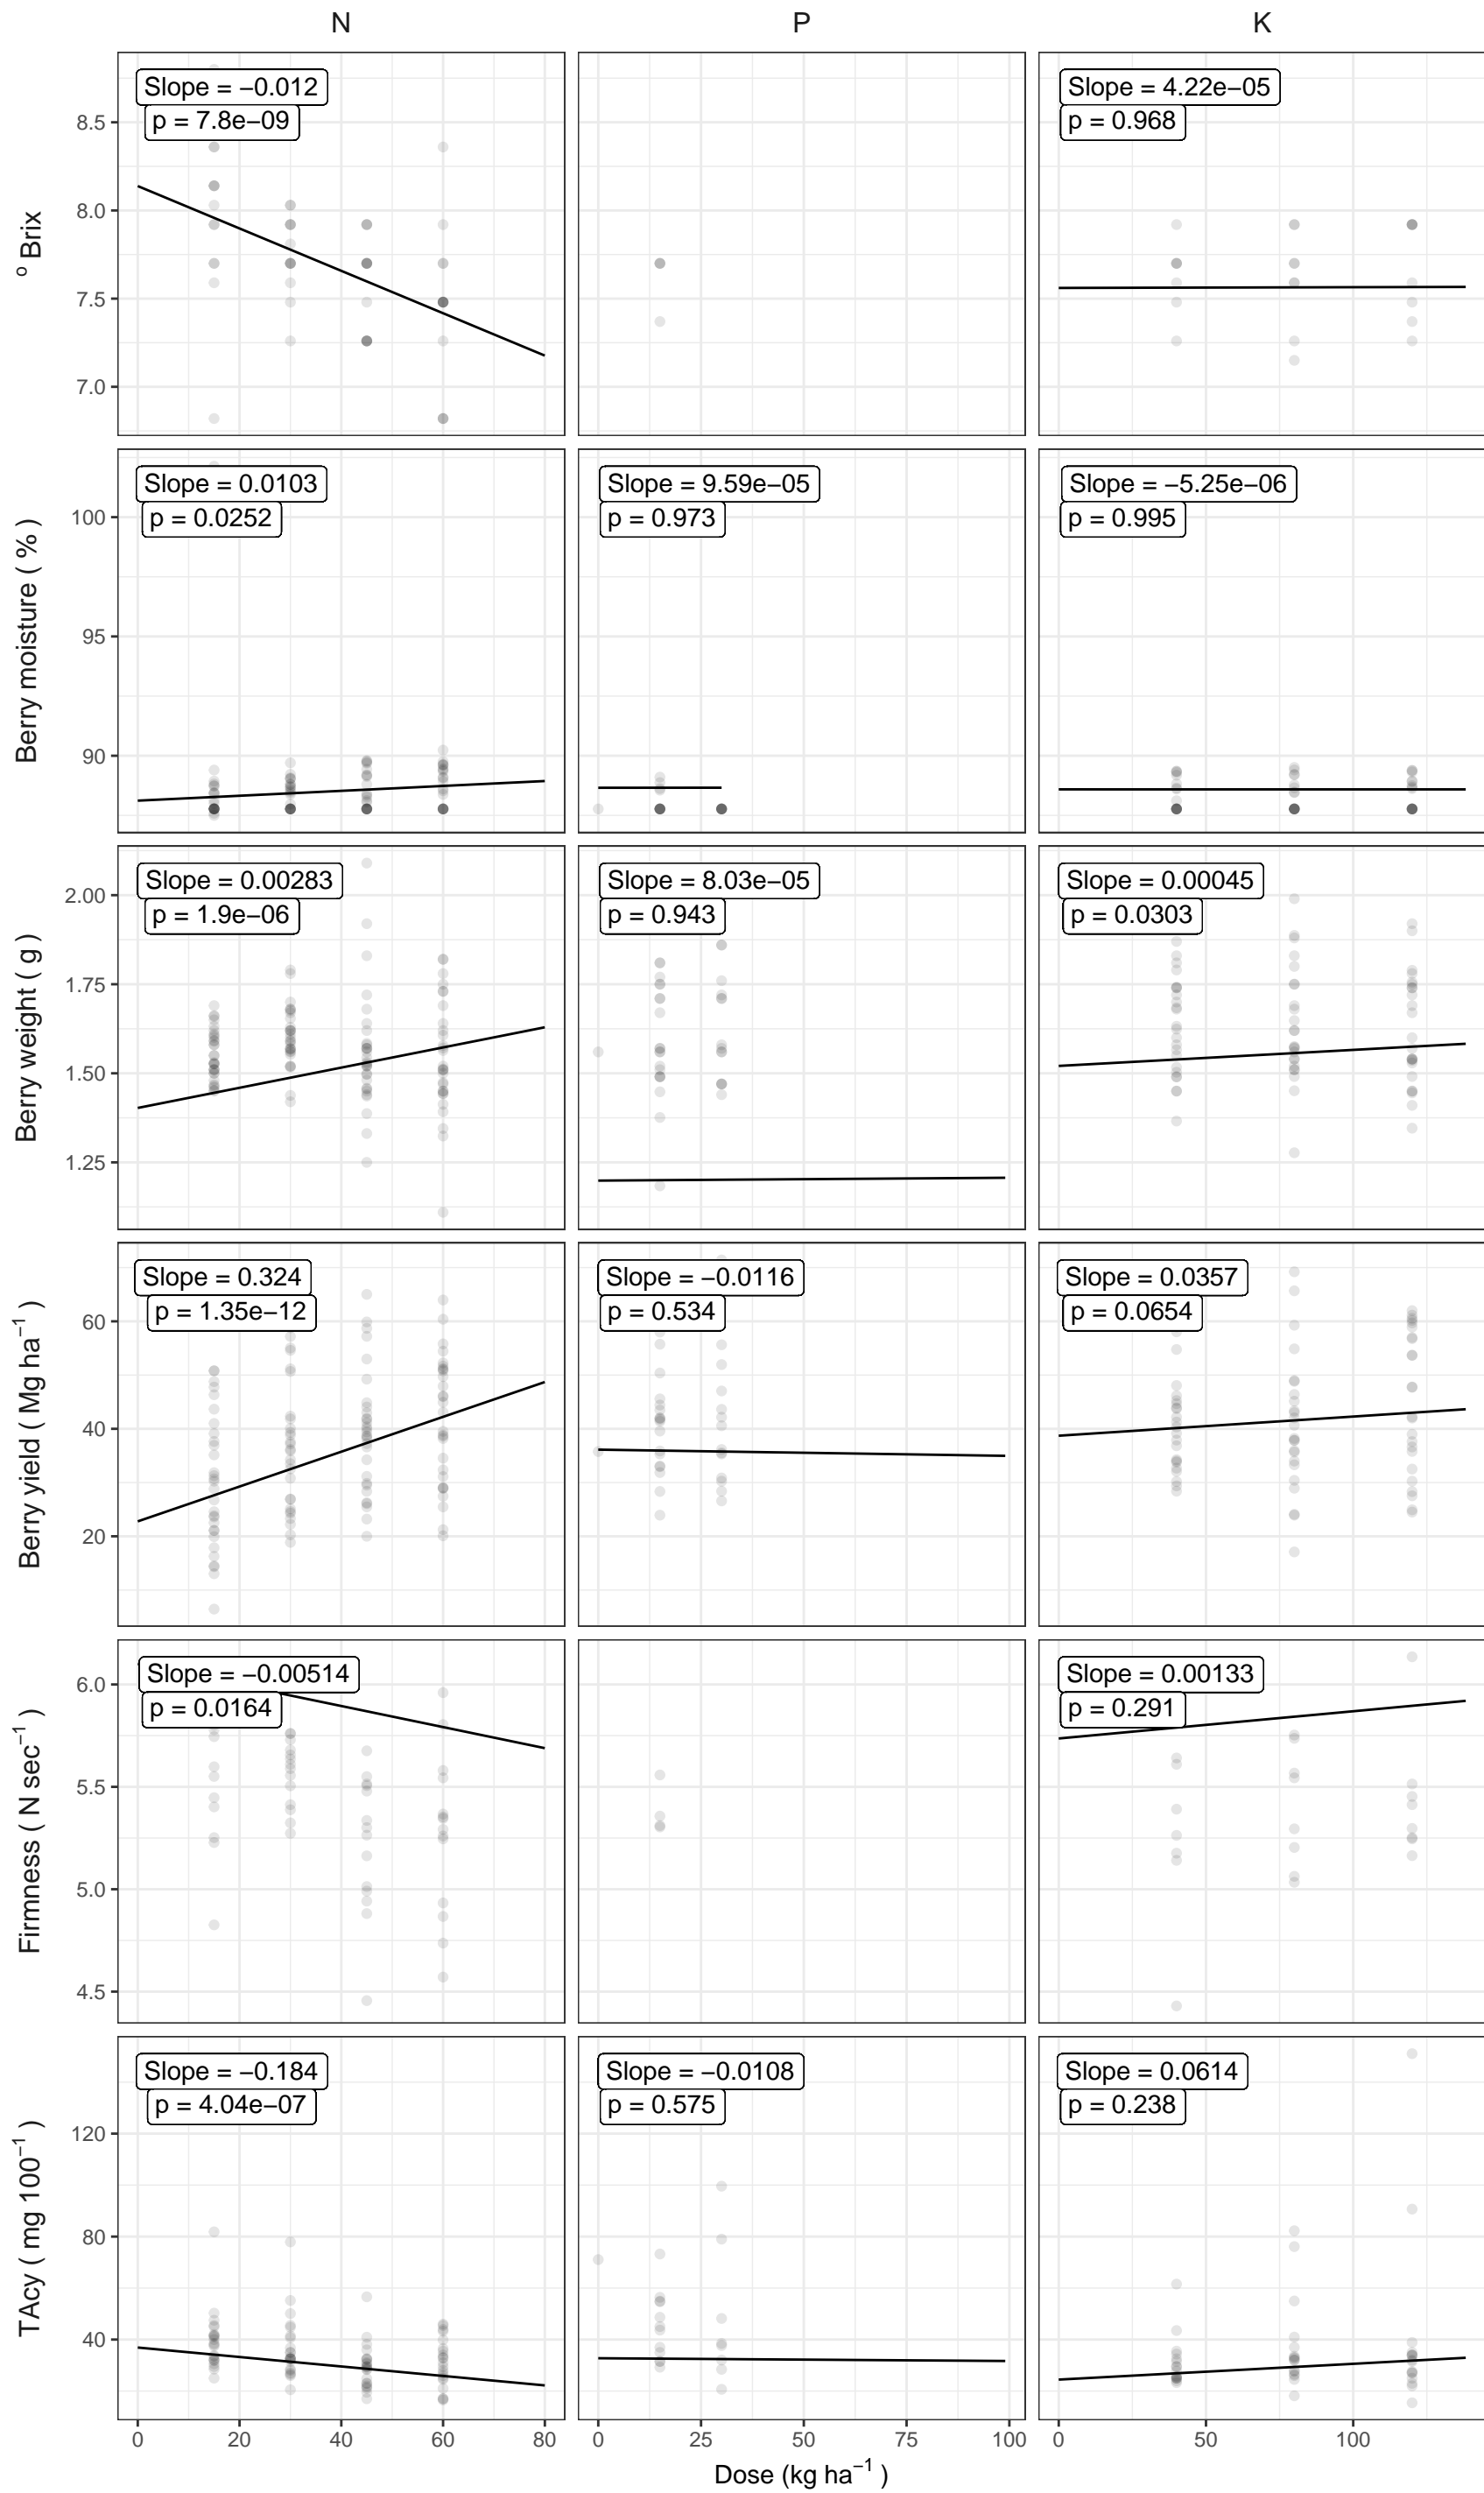 N P K
º Brix
8.5
8.0
7.5
7.0
Slope = −0.012
p = 7.8e−09
Slope = 4.22e−05
p = 0.968
Berry moisture ( % )
100
95
90
Slope = 0.0103
p = 0.0252
Slope = 9.59e−05
p = 0.973
Slope = −5.25e−06
p = 0.995
Berry weight ( g )
2.00
1.75
1.50
1.25
Slope = 0.00283
p = 1.9e−06
Slope = 8.03e−05
p = 0.943
Slope = 0.00045
p = 0.0303
Berry yield ( Mg ha⁻¹ )
60
40
20
Slope = 0.324
p = 1.35e−12
Slope = −0.0116
p = 0.534
Slope = 0.0357
p = 0.0654
Firmness ( N sec⁻¹ )
6.0
5.5
5.0
4.5
Slope = −0.00514
p = 0.0164
Slope = 0.00133
p = 0.291
TAcy ( mg 100⁻¹ )
120
80
40
Slope = −0.184
p = 4.04e−07
Slope = −0.0108
p = 0.575
Slope = 0.0614
p = 0.238
0 20 40 60 80 0 25 50 75 100 0 50 100
Dose (kg ha⁻¹ )